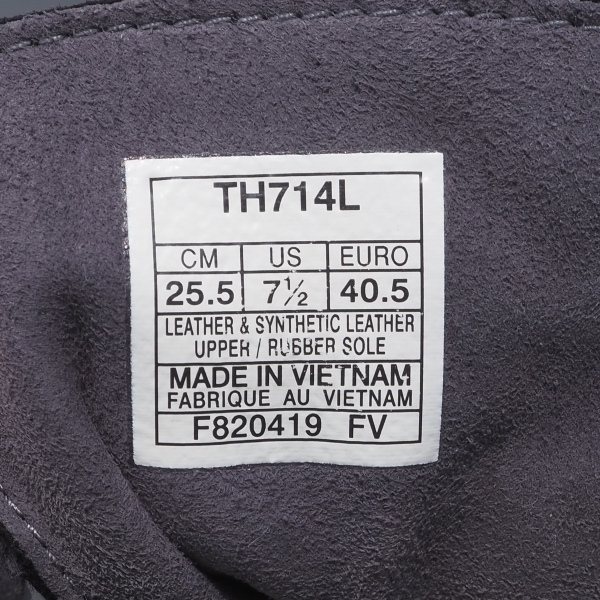 TH714L
CM US EURO
25.5 7½ 40.5
LEATHER & SYNTHETIC LEATHER
UPPER / RUBBER SOLE
MADE IN VIETNAM
FABRIQUE AU VIETNAM
F820419 FV